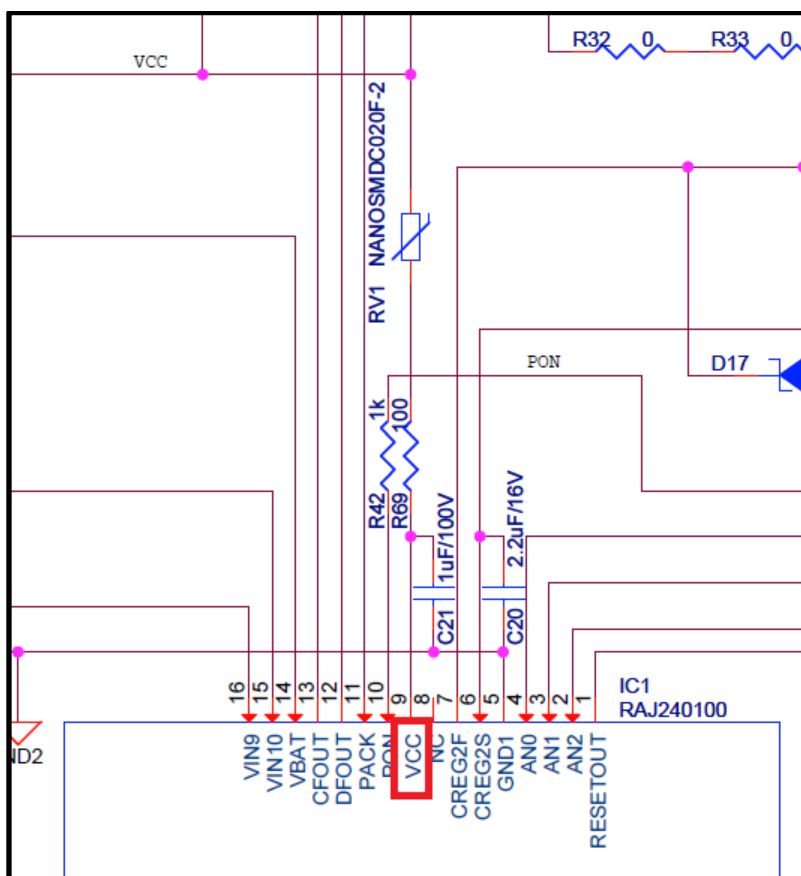 R32 0 R33 0
VCC
NANOSMDC020F-2
RV1
PON
D17
1k
100
R42
R69
1uF/100V
C21
2.2uF/16V
C20
16 15 14 13 12 11 10 9 8 7 6 5 4 3 2 1
IC1
RAJ240100
ND2
VIN9
VIN10
VBAT
CFOUT
DFOUT
PACK
PON
VCC
NC
CREG2F
CREG2S
GND1
AN0
AN1
AN2
RESETOUT